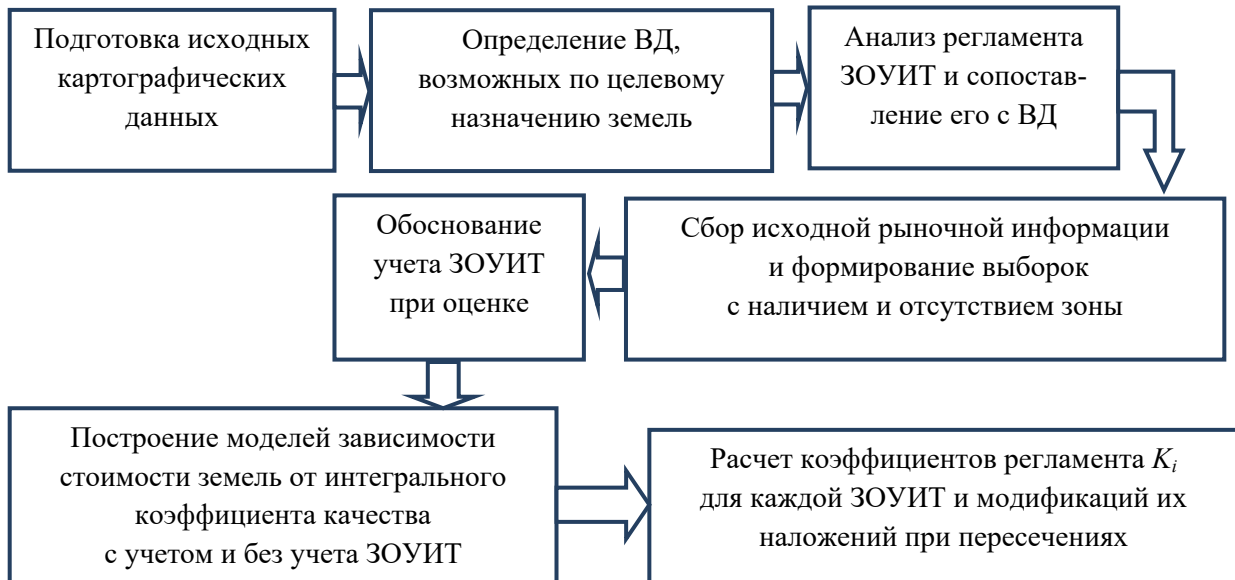 Подготовка исходных
картографических
данных
Определение ВД,
возможных по целевому
назначению земель
Анализ регламента
ЗОУИТ и сопостав-
ление его с ВД
Сбор исходной рыночной информации
и формирование выборок
с наличием и отсутствием зоны
Обоснование
учета ЗОУИТ
при оценке
Построение моделей зависимости
стоимости земель от интегрального
коэффициента качества
с учетом и без учета ЗОУИТ
Расчет коэффициентов регламента Ki
для каждой ЗОУИТ и модификаций их
наложений при пересечениях